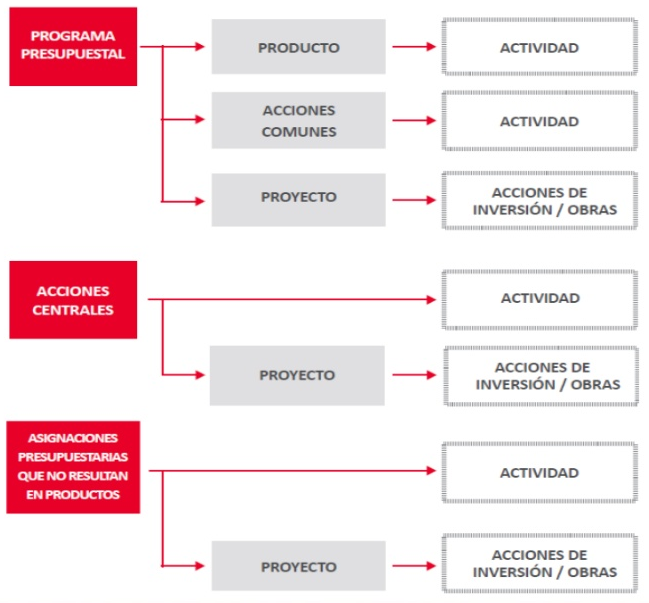 PROGRAMA
PRESUPUESTAL
PRODUCTO
ACTIVIDAD
ACCIONES
COMUNES
ACTIVIDAD
PROYECTO
ACCIONES DE
INVERSIÓN / OBRAS
ACCIONES
CENTRALES
ACTIVIDAD
PROYECTO
ACCIONES DE
INVERSIÓN / OBRAS
ASIGNACIONES
PRESUPUESTARIAS
QUE NO RESULTAN
EN PRODUCTOS
ACTIVIDAD
PROYECTO
ACCIONES DE
INVERSIÓN / OBRAS